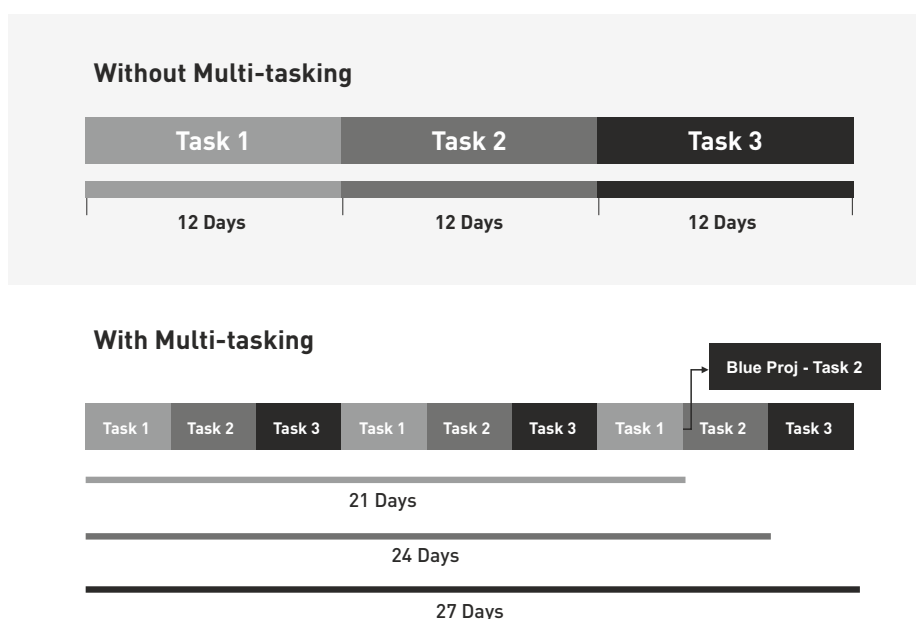 Without Multi-tasking
Task 1 Task 2 Task 3
12 Days 12 Days 12 Days
With Multi-tasking
Blue Proj - Task 2
Task 1 Task 2 Task 3 Task 1 Task 2 Task 3 Task 1 Task 2 Task 3
21 Days
24 Days
27 Days